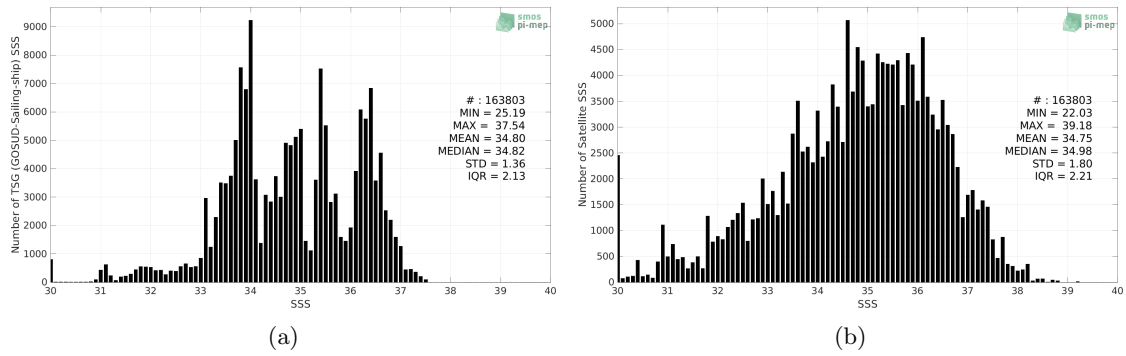 smos
pi-mep
9000
8000
7000
6000
5000
4000
3000
2000
1000
0
Number of TSG (GOSUD-Sailing-ship) SSS
# : 163803
MIN = 25.19
MAX = 37.54
MEAN = 34.80
MEDIAN = 34.82
STD = 1.36
IQR = 2.13
30 31 32 33 34 35 36 37 38 39 40
SSS
(a)
smos
pi-mep
5000
4500
4000
3500
3000
2500
2000
1500
1000
500
0
Number of Satellite SSS
# : 163803
MIN = 22.03
MAX = 39.18
MEAN = 34.75
MEDIAN = 34.98
STD = 1.80
IQR = 2.21
30 31 32 33 34 35 36 37 38 39 40
SSS
(b)